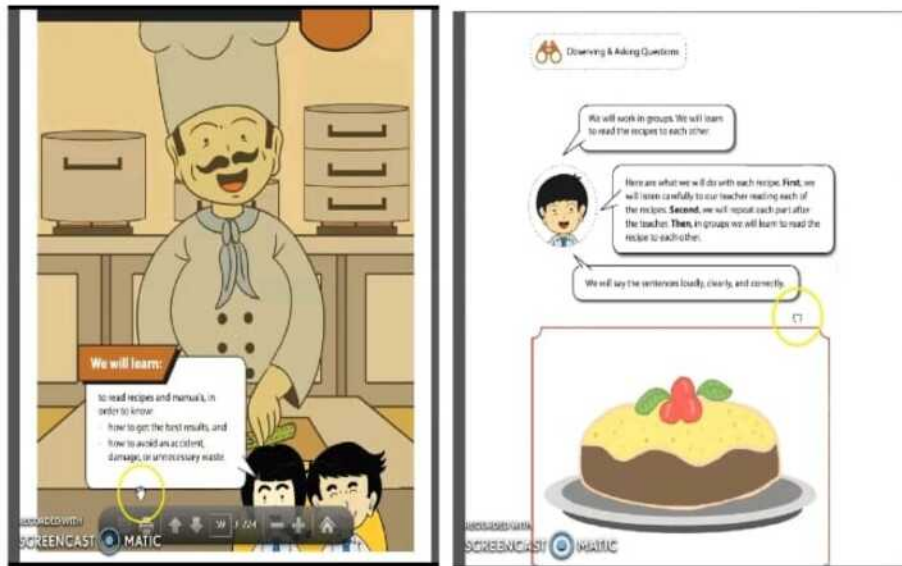 We will learn:
to read recipes and manuals, in
order to know:
- how to get the best results, and
- how to avoid an accident,
damage, or unnecessary waste.
59 / 224
RECORDED WITH
SCREENCAST MATIC
Observing & Asking Questions
We will work in groups. We will learn
to read the recipes to each other.
Here are what we will do with each recipe. First, we
will listen carefully to our teacher reading each of
the recipes. Second, we will repeat each part after
the teacher. Then, in groups we will learn to read the
recipe to each other.
We will say the sentences loudly, clearly, and correctly.
RECORDED WITH
SCREENCAST MATIC